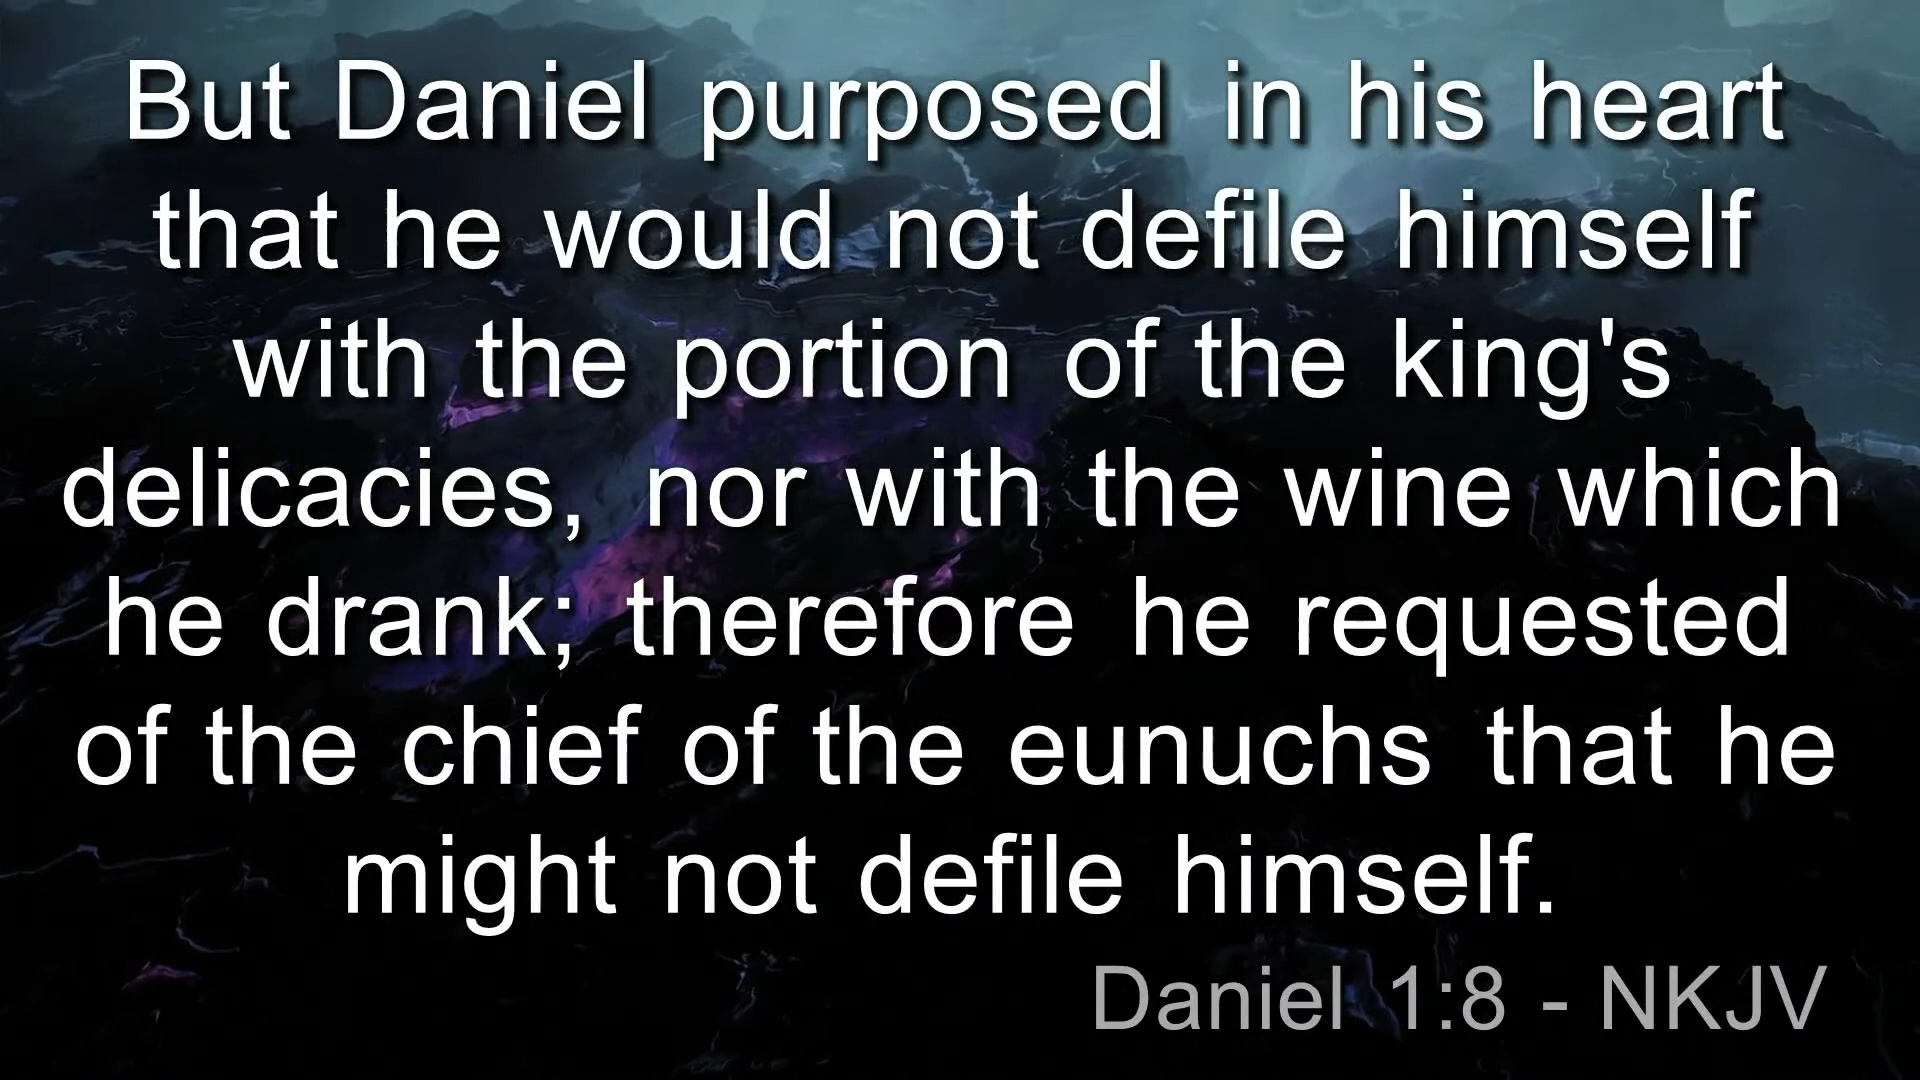 But Daniel purposed in his heart
that he would not defile himself
with the portion of the king's
delicacies, nor with the wine which
he drank; therefore he requested
of the chief of the eunuchs that he
might not defile himself.
Daniel 1:8 - NKJV